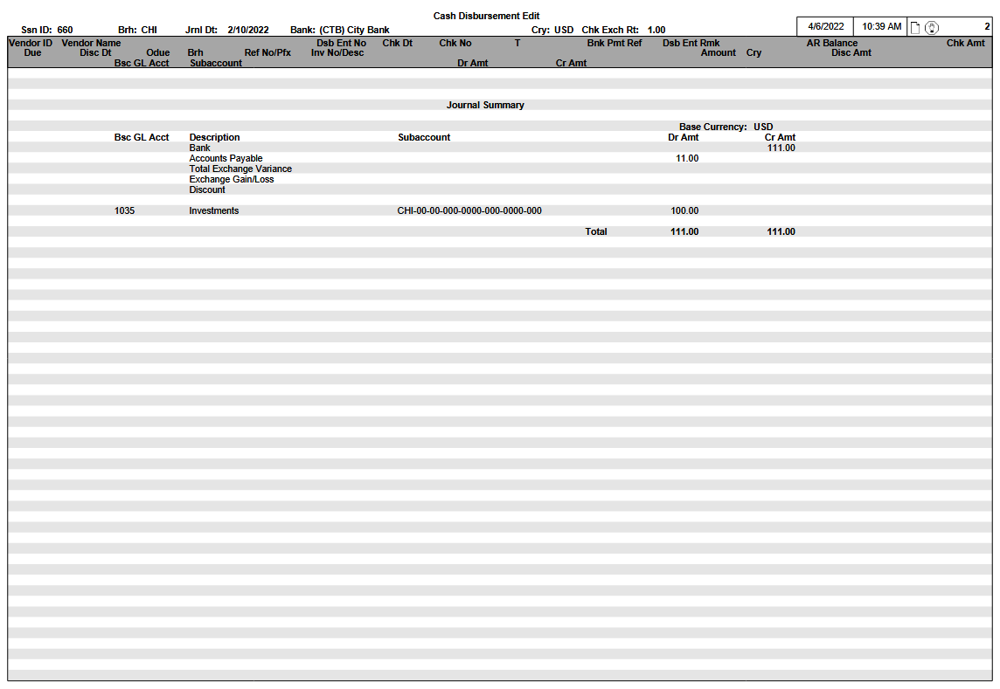 Cash Disbursement Edit
Ssn ID: 660 Brh: CHI Jrnl Dt: 2/10/2022 Bank: (CTB) City Bank Cry: USD Chk Exch Rt: 1.00 4/6/2022 10:39 AM 2
Vendor ID Vendor Name Dsb Ent No Chk Dt Chk No T Bnk Pmt Ref Dsb Ent Rmk AR Balance Chk Amt
Due Disc Dt Odue Brh Ref No/Pfx Inv No/Desc Amount Cry Disc Amt
Bsc GL Acct Subaccount Dr Amt Cr Amt
Journal Summary
Base Currency: USD
Bsc GL Acct Description Subaccount Dr Amt Cr Amt
Bank 111.00
Accounts Payable 11.00
Total Exchange Variance
Exchange Gain/Loss
Discount
1035 Investments CHI-00-00-000-0000-000-0000-000 100.00
Total 111.00 111.00